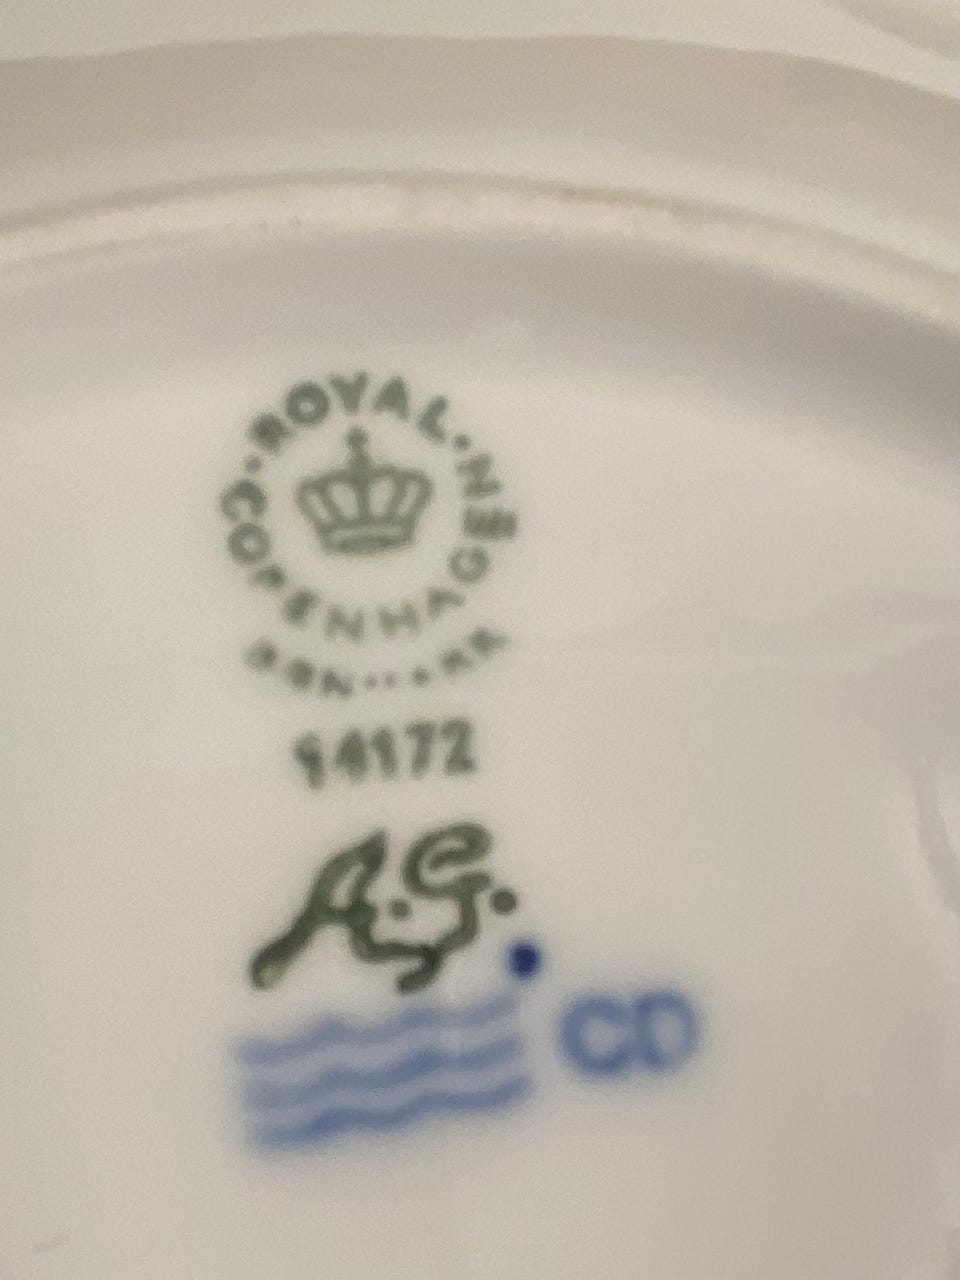 ROYAL
COPENHAGEN
DENMARK
14172
A.G.
CD